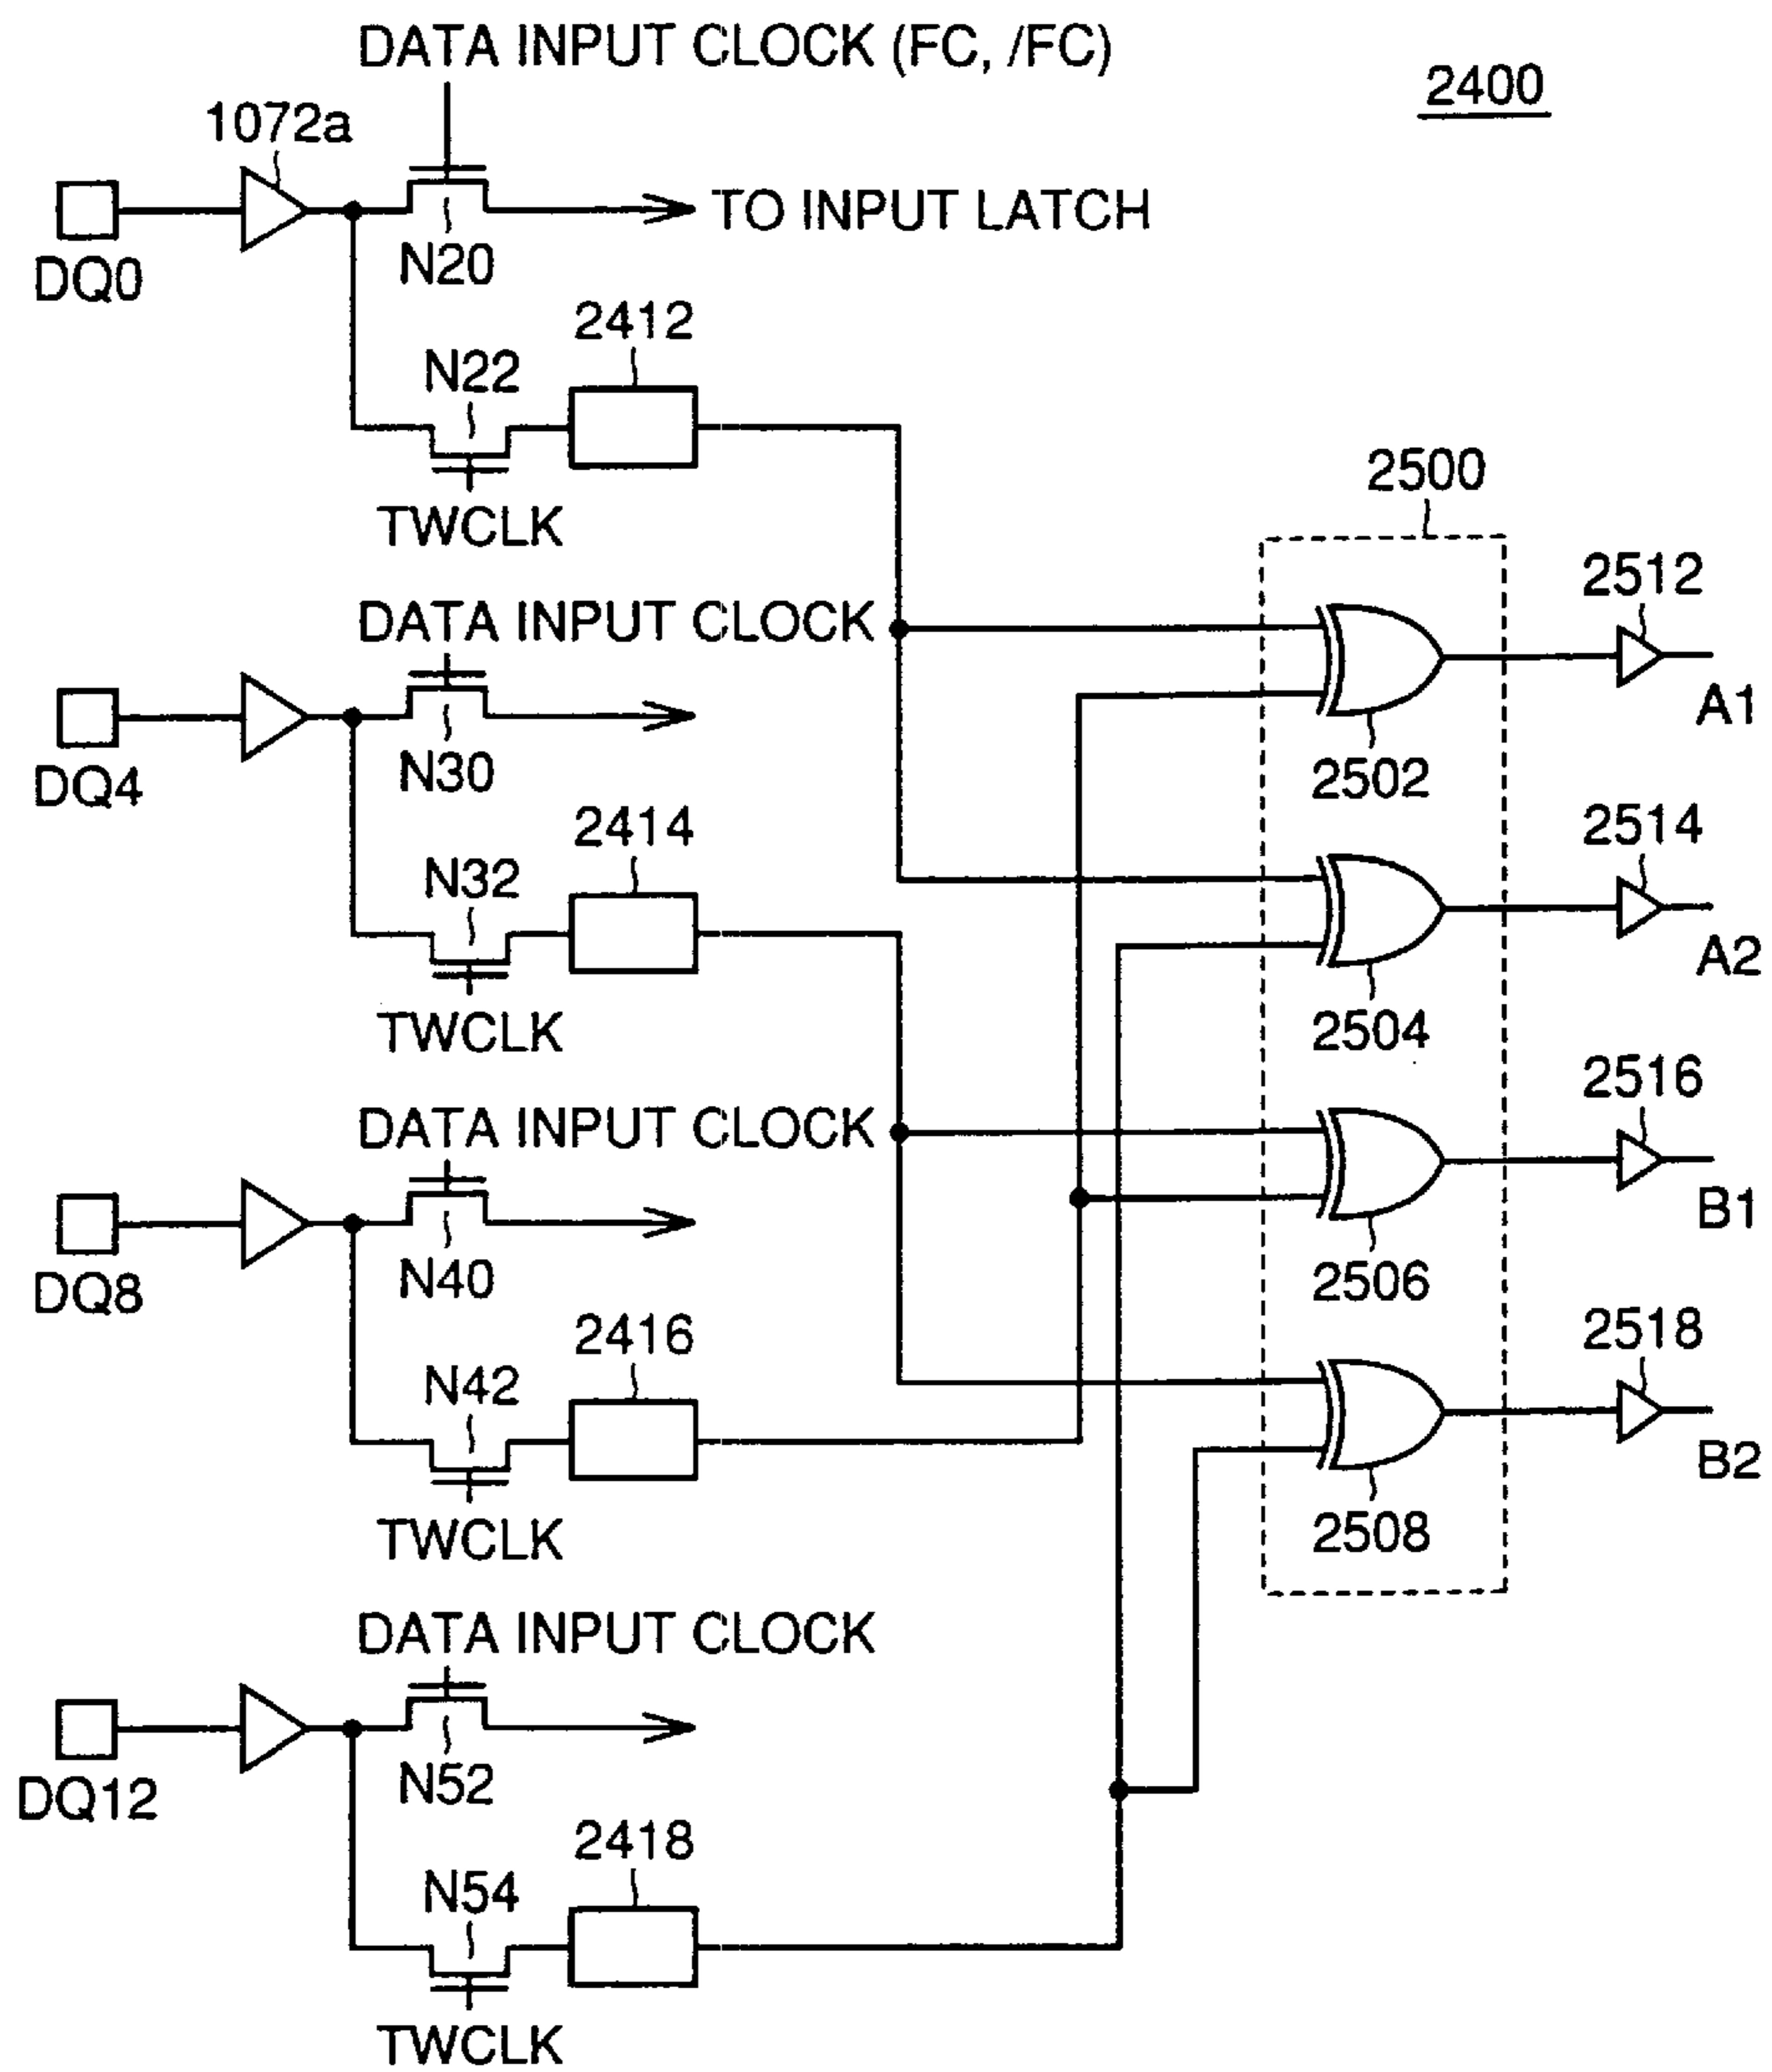 DATA INPUT CLOCK (FC, /FC)
2400
1072a
TO INPUT LATCH
DQ0
N20
2412
N22
TWCLK
2500
2512
DATA INPUT CLOCK
A1
DQ4
N30
2502
2414
2514
N32
A2
TWCLK
2504
2516
DATA INPUT CLOCK
B1
DQ8
N40
2506
2416
2518
N42
B2
TWCLK
2508
DATA INPUT CLOCK
DQ12
N52
2418
N54
TWCLK